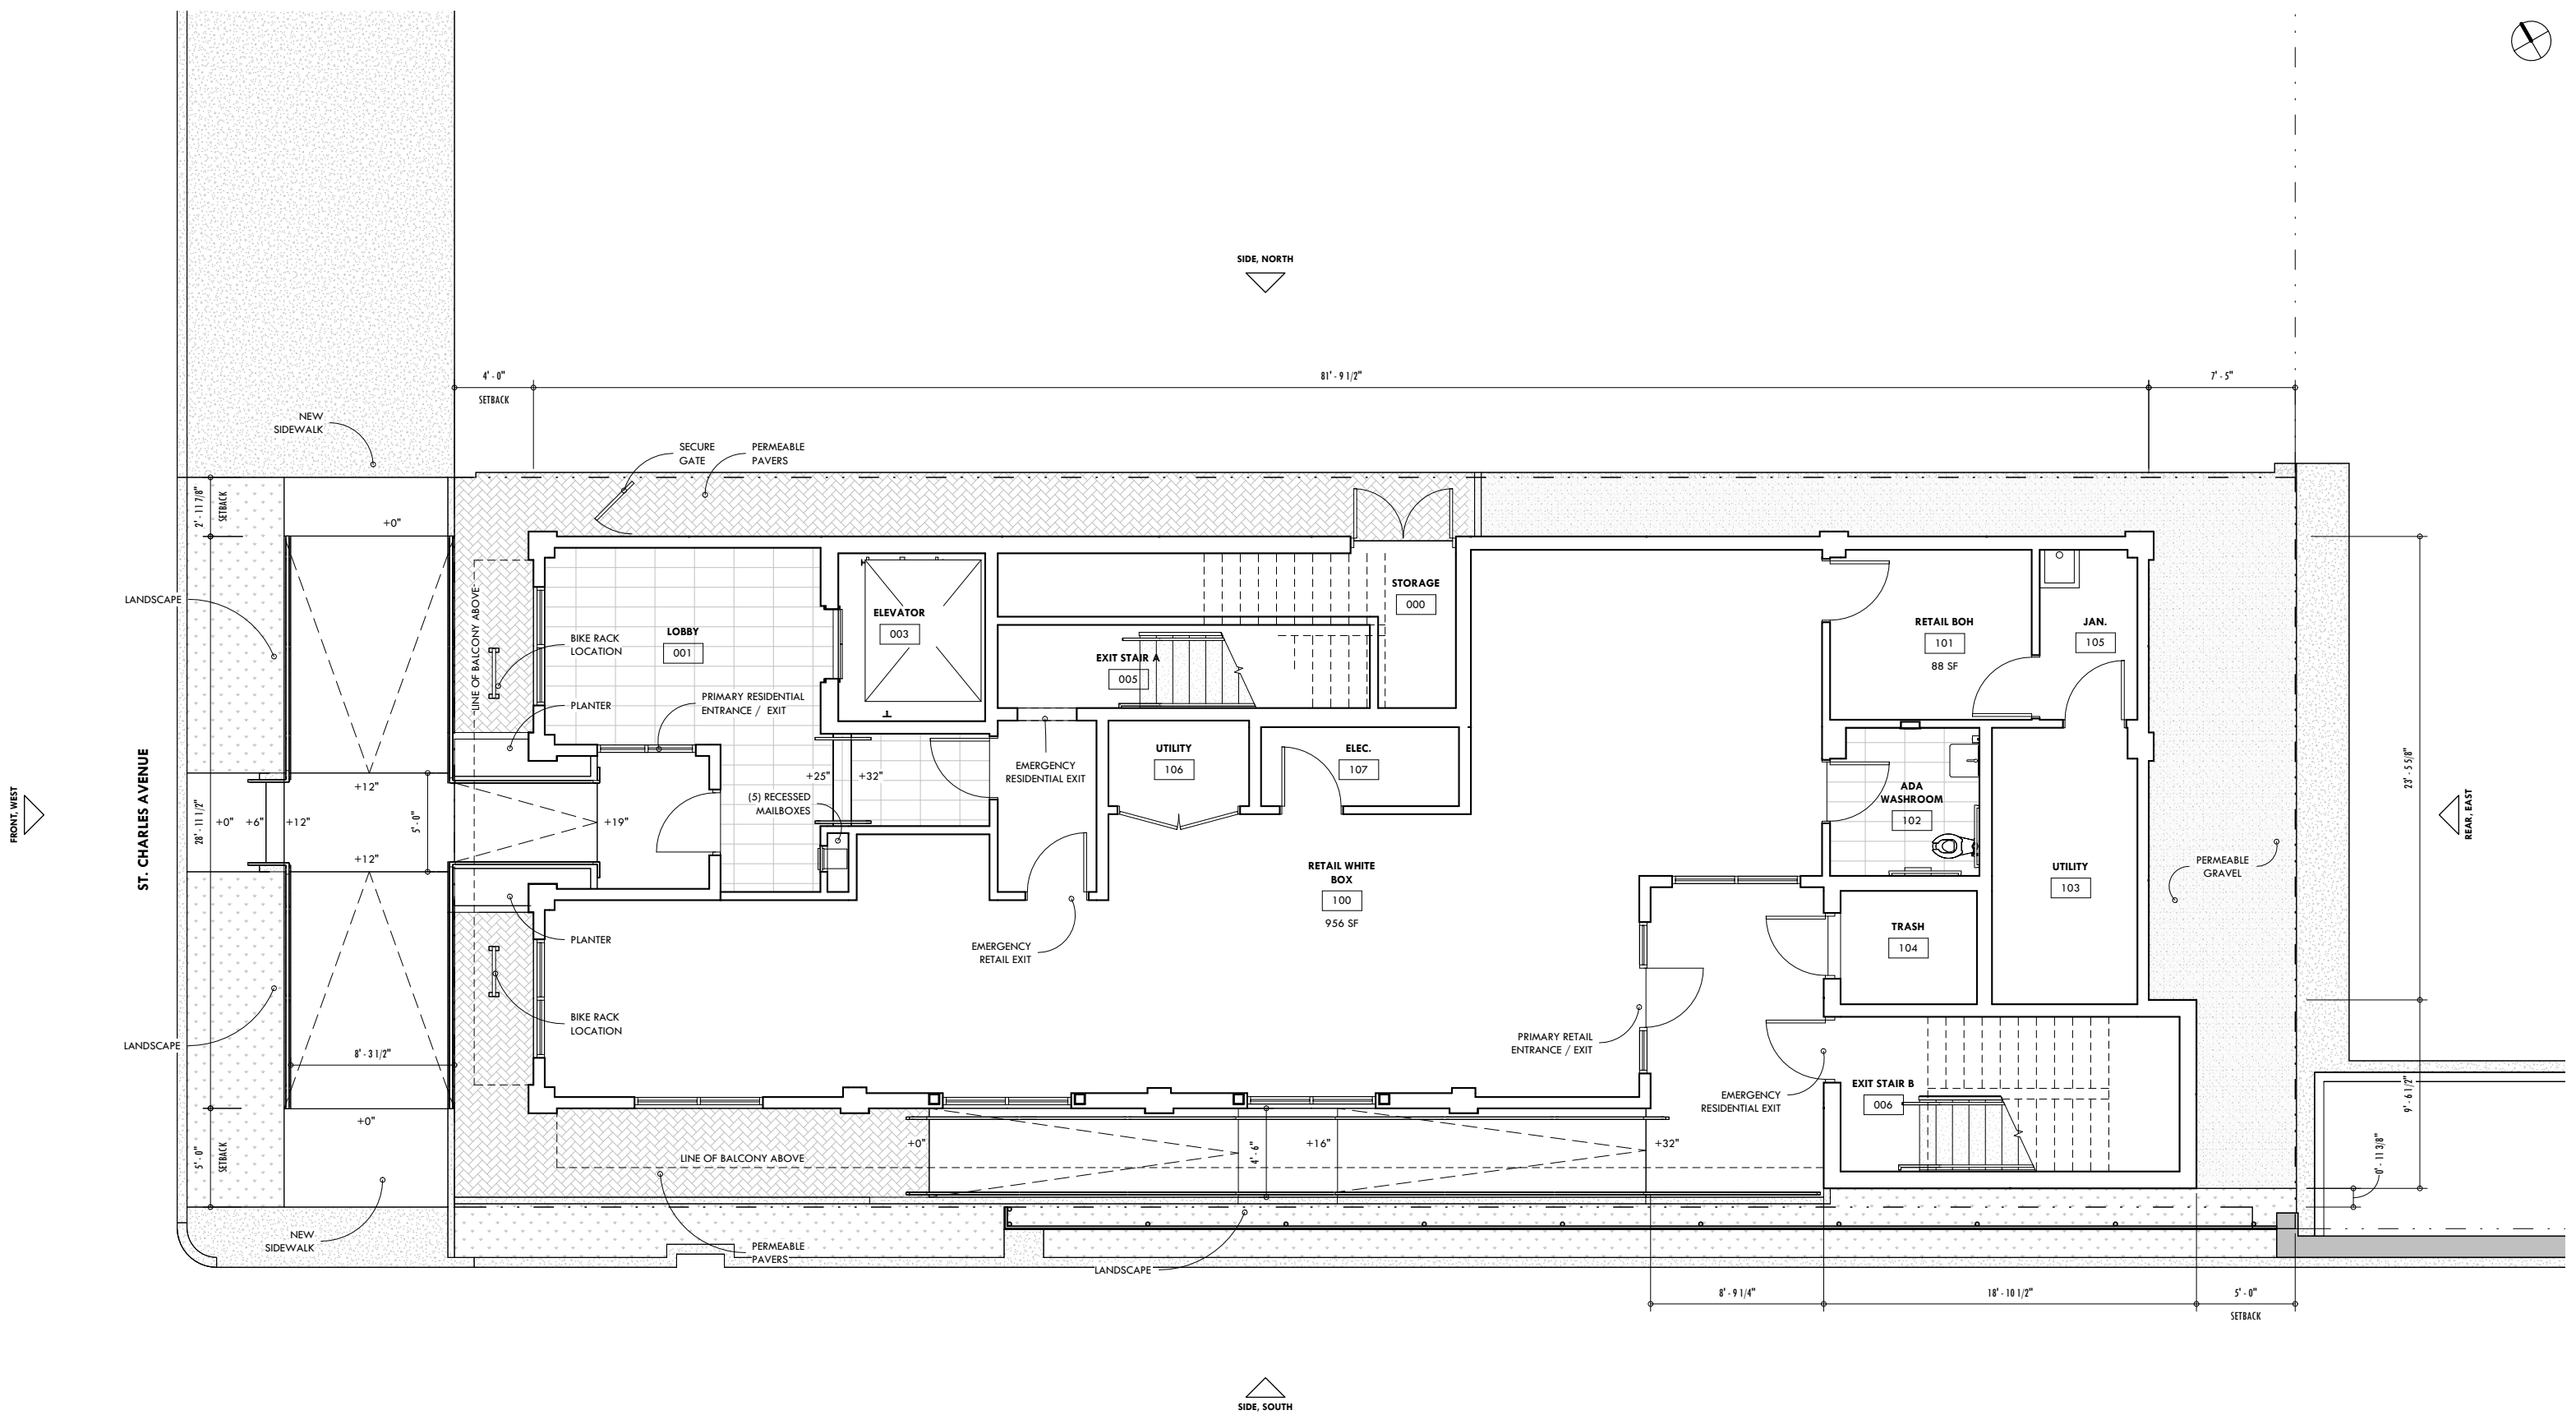 SIDE, NORTH
4' - 0"
SETBACK
81' - 9 1/2"
7' - 5"
NEW
SIDEWALK
SECURE
GATE
PERMEABLE
PAVERS
2' - 11 7/8"
SETBACK
+0"
LANDSCAPE
LINE OF BALCONY ABOVE
BIKE RACK
LOCATION
PLANTER
LOBBY
001
PRIMARY RESIDENTIAL
ENTRANCE / EXIT
ELEVATOR
003
EXIT STAIR A
005
STORAGE
000
RETAIL BOH
101
88 SF
JAN.
105
FRONT, WEST
ST. CHARLES AVENUE
28' - 11 1/2"
+0"
+6"
+12"
+12"
+12"
5' - 0"
+19"
+25"
+32"
(5) RECESSED
MAILBOXES
EMERGENCY
RESIDENTIAL EXIT
UTILITY
106
ELEC.
107
ADA
WASHROOM
102
UTILITY
103
PERMEABLE
GRAVEL
22' - 5 5/8"
REAR, EAST
RETAIL WHITE
BOX
100
956 SF
TRASH
104
PLANTER
EMERGENCY
RETAIL EXIT
BIKE RACK
LOCATION
LANDSCAPE
8' - 3 1/2"
PRIMARY RETAIL
ENTRANCE / EXIT
EMERGENCY
RESIDENTIAL EXIT
EXIT STAIR B
006
9' - 6 1/2"
0' - 11 3/8"
+0"
5' - 0"
SETBACK
LINE OF BALCONY ABOVE
+0"
4' - 6"
+16"
+32"
NEW
SIDEWALK
PERMEABLE
PAVERS
LANDSCAPE
8' - 9 1/4"
18' - 10 1/2"
5' - 0"
SETBACK
SIDE, SOUTH